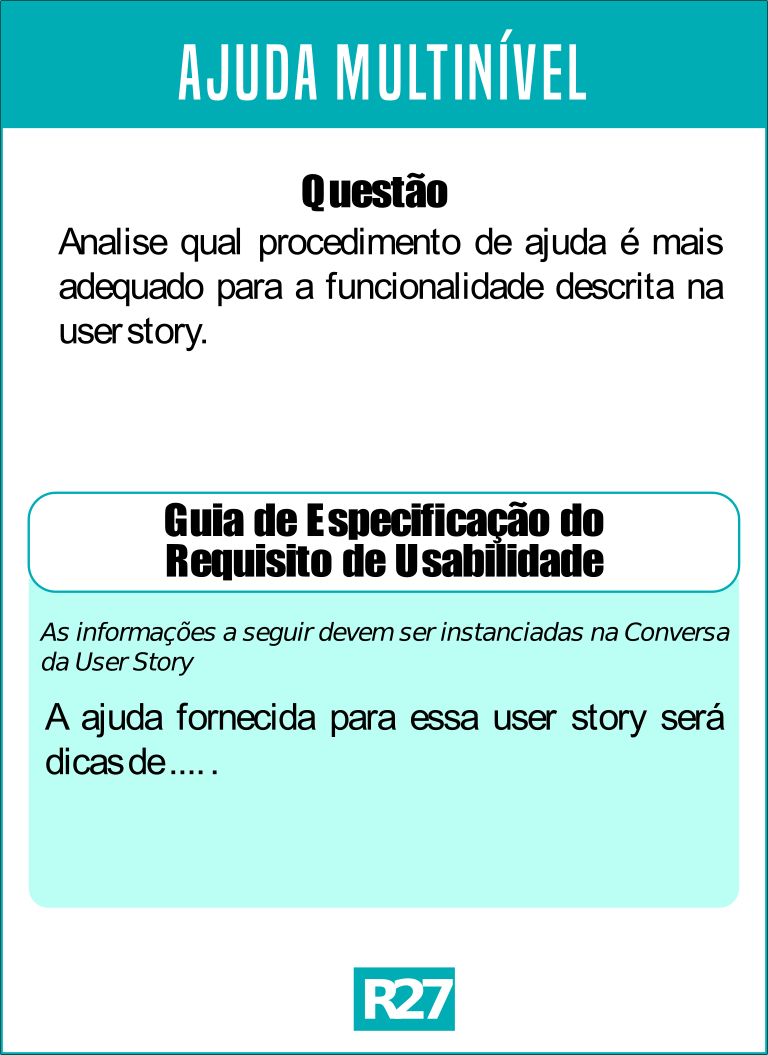 AJUDA MULTINÍVEL
Questão
Analise qual procedimento de ajuda é mais
adequado para a funcionalidade descrita na
user story.
Guia de Especificação do
Requisito de Usabilidade
As informações a seguir devem ser instanciadas na Conversa
da User Story
A ajuda fornecida para essa user story será
dicas de .... .
R27